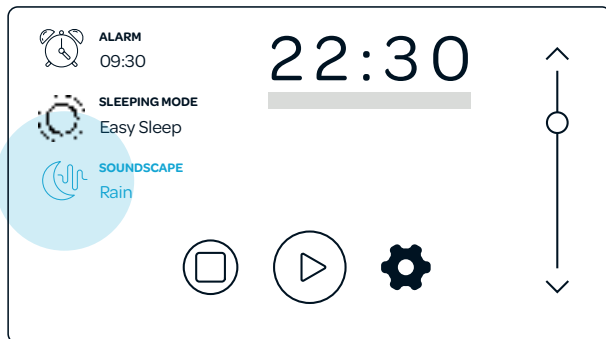 ALARM
09:30
22:30
SLEEPING MODE
Easy Sleep
SOUNDSCAPE
Rain